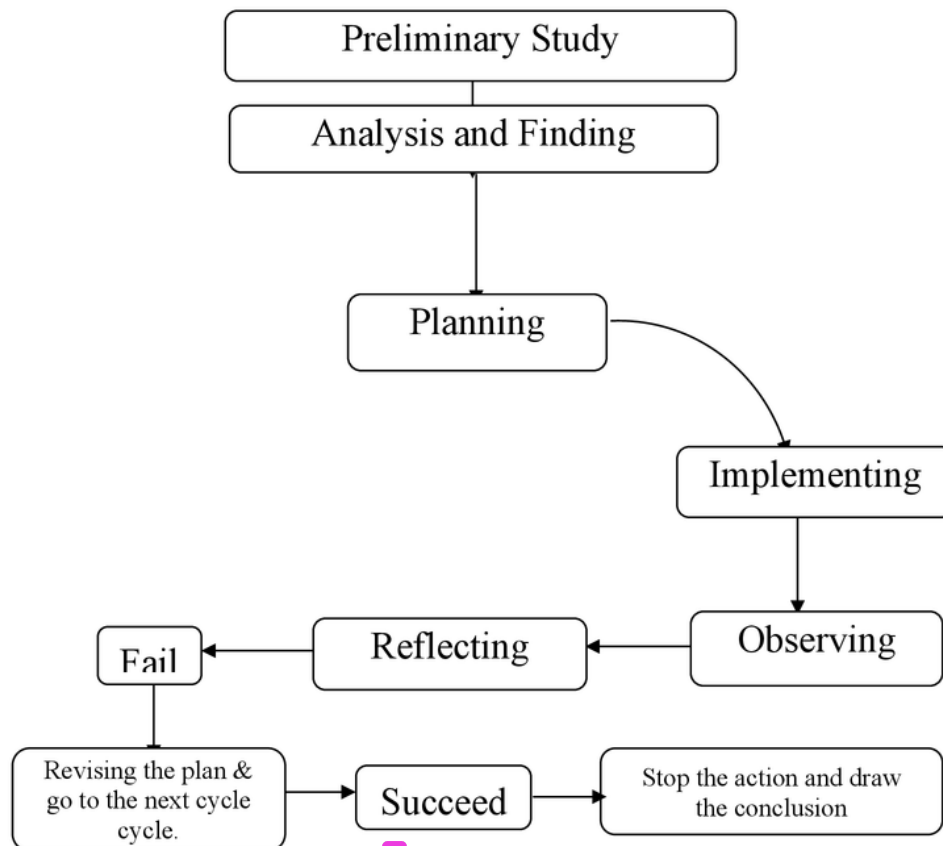 Preliminary Study
Analysis and Finding
Planning
Implementing
Observing
Reflecting
Fail
Revising the plan &
go to the next cycle
cycle.
Succeed
Stop the action and draw
the conclusion